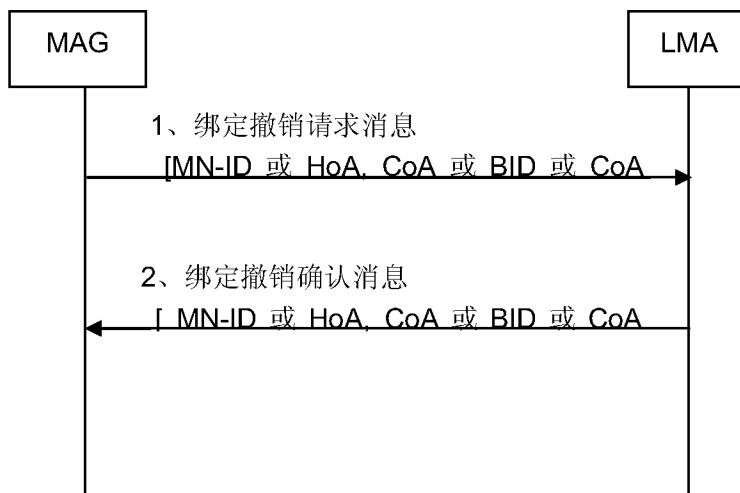 MAG
LMA
1、绑定撤销请求消息
[MN-ID 或 HoA, CoA 或 BID 或 CoA
2、绑定撤销确认消息
[ MN-ID 或 HoA, CoA 或 BID 或 CoA